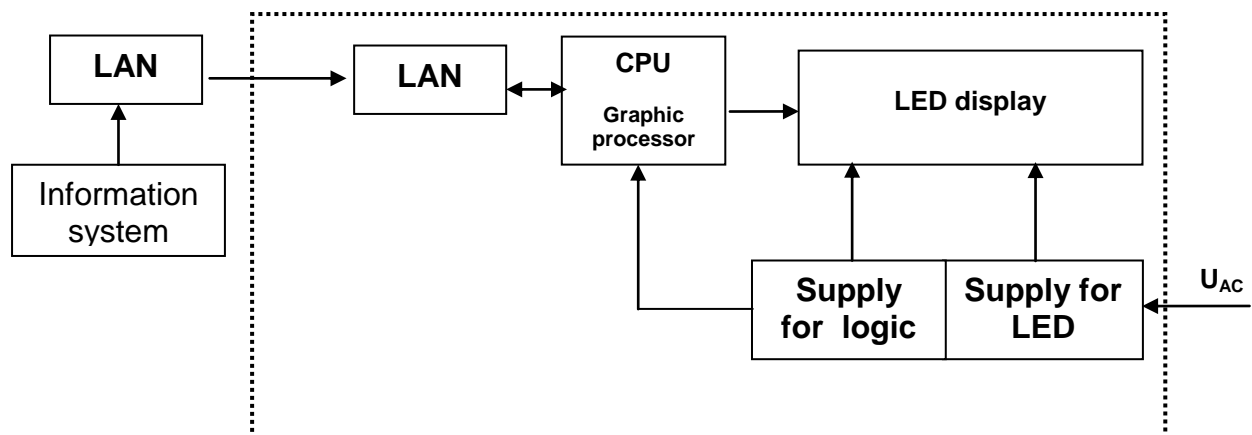 LAN
LAN
CPU
Graphic
processor
LED display
Information
system
Supply
for logic
Supply for
LED
UAC